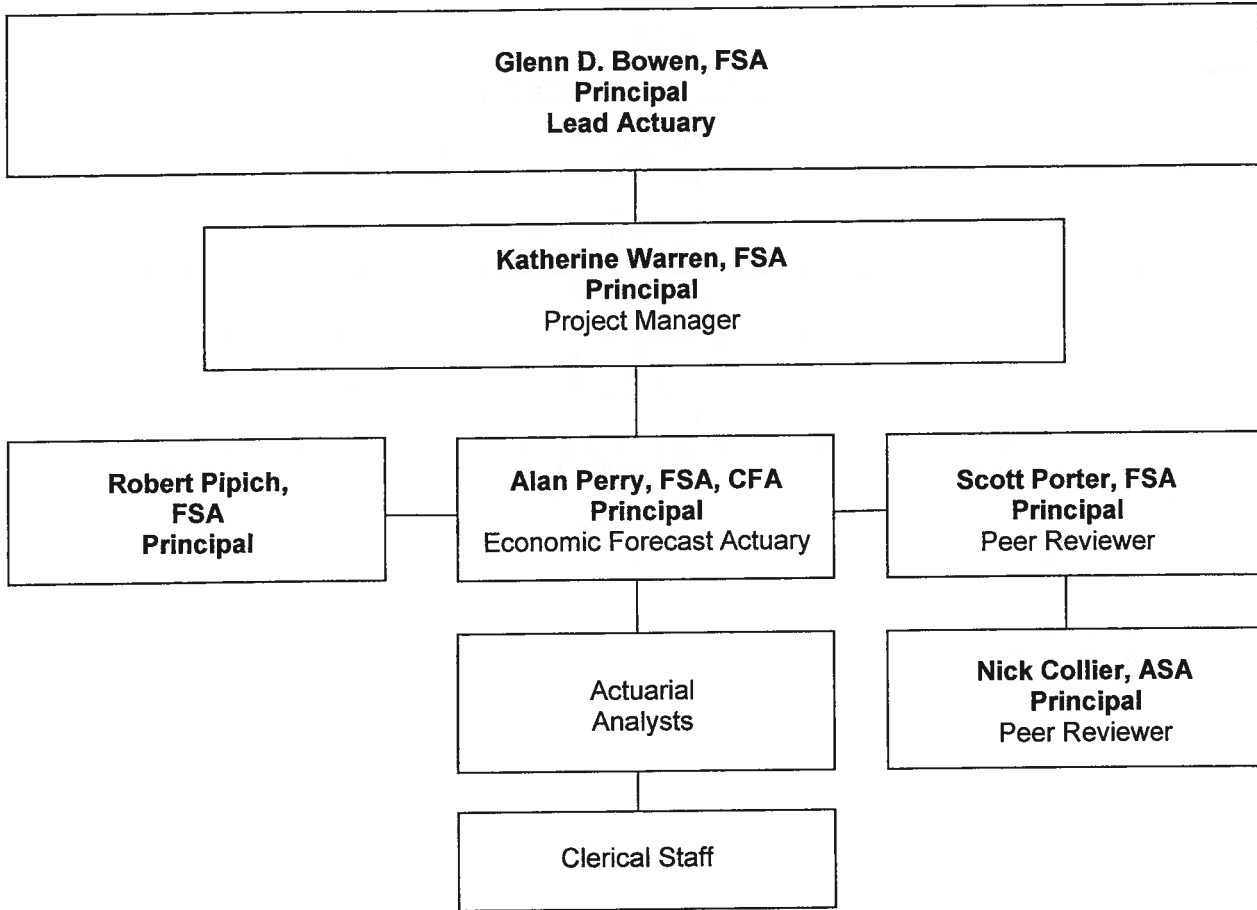 Glenn D. Bowen, FSA
Principal
Lead Actuary
Katherine Warren, FSA
Principal
Project Manager
Robert Pipich,
FSA
Principal
Alan Perry, FSA, CFA
Principal
Economic Forecast Actuary
Scott Porter, FSA
Principal
Peer Reviewer
Actuarial
Analysts
Nick Collier, ASA
Principal
Peer Reviewer
Clerical Staff